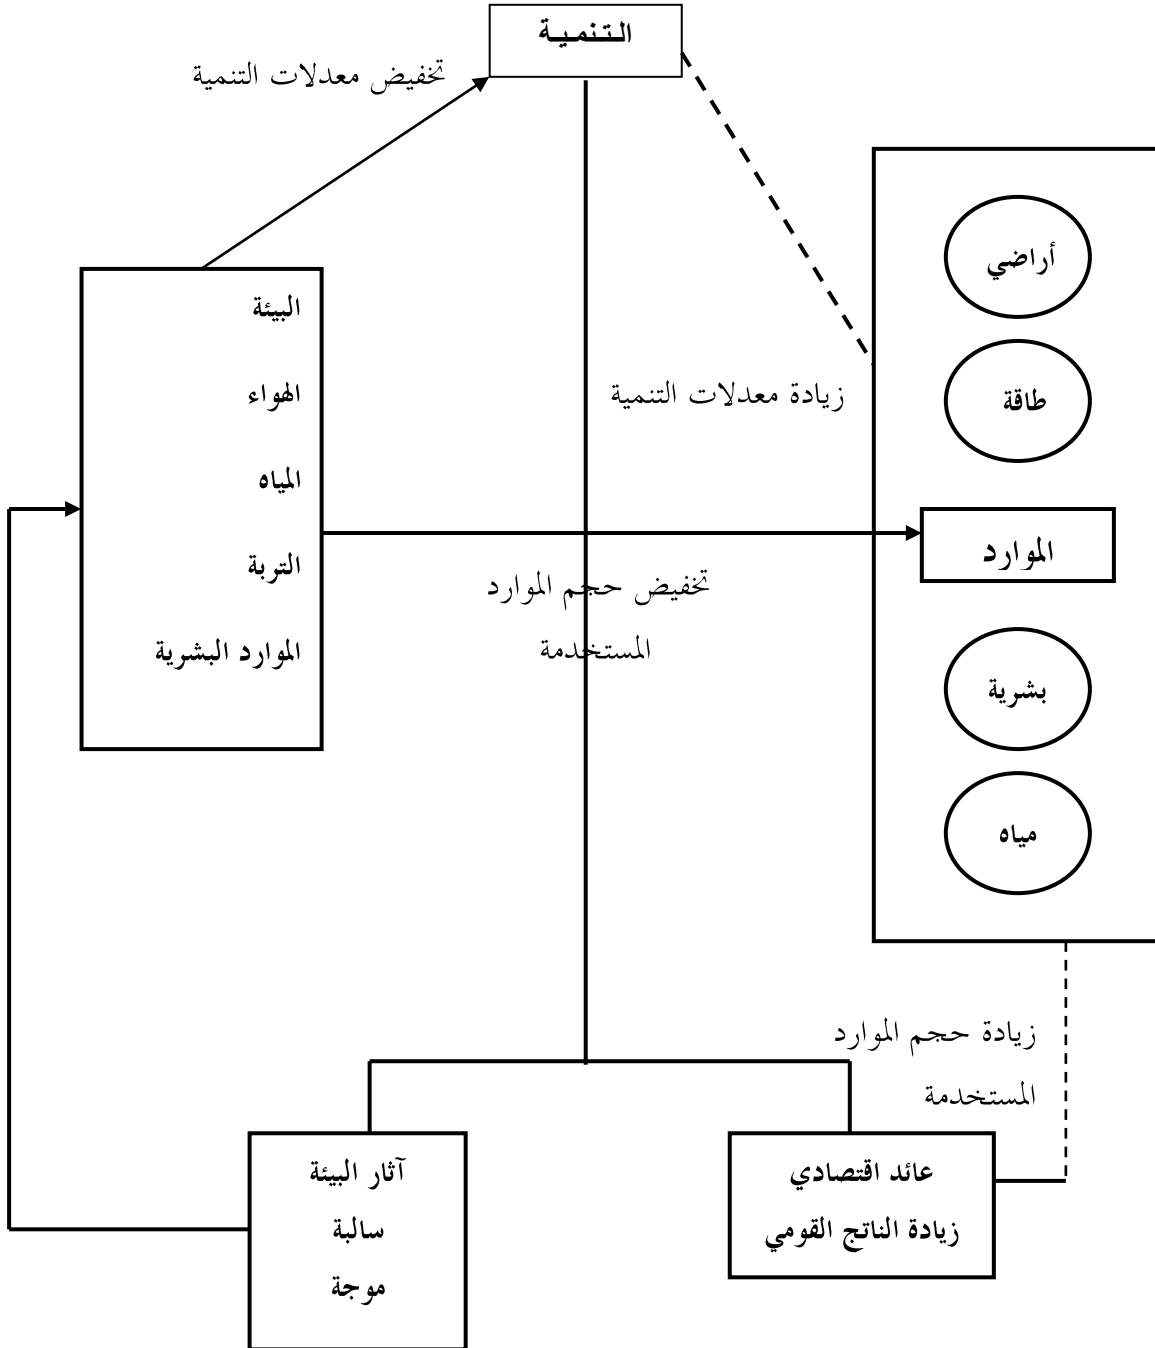 التنمية
تخفيض معدلات التنمية
أراضي
البيئة
زيادة معدلات التنمية
الهواء
طاقة
المياه
الموارد
التربة
تخفيض حجم الموارد
المستخدمة
الموارد البشرية
بشرية
مياه
زيادة حجم الموارد
المستخدمة
عائد اقتصادي
زيادة الناتج القومي
آثار البيئة
سالبة
موجة